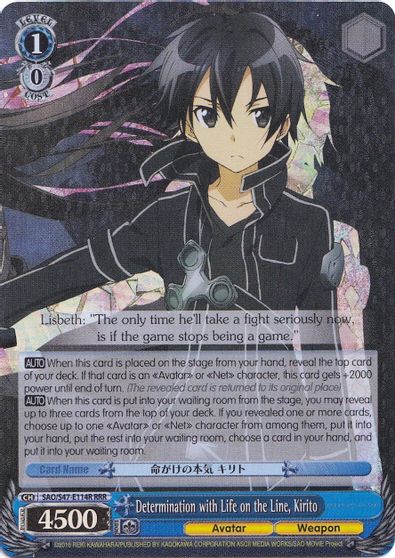 LEVEL
1
0
COST
Lisbeth: "The only time he'll take a fight seriously now,
is if the game stops being a game."
AUTO When this card is placed on the stage from your hand, reveal the top card
of your deck. If that card is an «Avatar» or «Net» character, this card gets +2000
power until end of turn. (The revealed card is returned to its original place)
AUTO When this card is put into your waiting room from the stage, you may reveal
up to three cards from the top of your deck. If you revealed one or more cards,
choose up to one «Avatar» or «Net» character from among them, put it into your
hand, put the rest into your waiting room, choose a card in your hand, and
put it into your waiting room.
Card Name
命がけの本気 キリト
CH SAO/S47-E114R RRR
Determination with Life on the Line, Kirito
POWER
4500
Avatar
Weapon
©2016 REKI KAWAHARA/PUBLISHED BY KADOKAWA CORPORATION ASCII MEDIA WORKS/SAO MOVIE Project